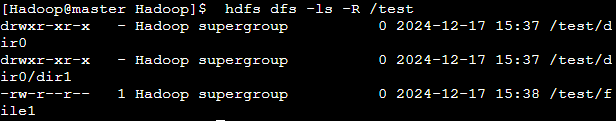 [Hadoop@master Hadoop]$  hdfs dfs -ls -R /test
drwxr-xr-x   - Hadoop supergroup          0 2024-12-17 15:37 /test/d
ir0
drwxr-xr-x   - Hadoop supergroup          0 2024-12-17 15:37 /test/d
ir0/dir1
-rw-r--r--   1 Hadoop supergroup          0 2024-12-17 15:38 /test/f
ile1